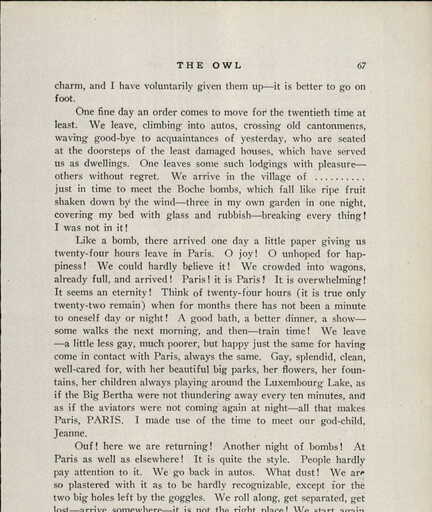 THE OWL 67
charm, and I have voluntarily given them up—it is better to go on
foot.
One fine day an order comes to move for the twentieth time at
least. We leave, climbing into autos, crossing old cantonments,
waving good-bye to acquaintances of yesterday, who are seated
at the doorsteps of the least damaged houses, which have served
us as dwellings. One leaves some such lodgings with pleasure—
others without regret. We arrive in the village of ..........
just in time to meet the Boche bombs, which fall like ripe fruit
shaken down by the wind—three in my own garden in one night,
covering my bed with glass and rubbish—breaking every thing!
I was not in it!
Like a bomb, there arrived one day a little paper giving us
twenty-four hours leave in Paris. O joy! O unhoped for hap-
piness! We could hardly believe it! We crowded into wagons,
already full, and arrived! Paris! it is Paris! It is overwhelming!
It seems an eternity! Think of twenty-four hours (it is true only
twenty-two remain) when for months there has not been a minute
to oneself day or night! A good bath, a better dinner, a show—
some walks the next morning, and then—train time! We leave
—a little less gay, much poorer, but happy just the same for having
come in contact with Paris, always the same. Gay, splendid, clean,
well-cared for, with her beautiful big parks, her flowers, her foun-
tains, her children always playing around the Luxembourg Lake, as
if the Big Bertha were not thundering away every ten minutes, and
as if the aviators were not coming again at night—all that makes
Paris, PARIS. I made use of the time to meet our god-child,
Jeanne.
Ouf! here we are returning! Another night of bombs! At
Paris as well as elsewhere! It is quite the style. People hardly
pay attention to it. We go back in autos. What dust! We are
so plastered with it as to be hardly recognizable, except for the
two big holes left by the goggles. We roll along, get separated, get
lost—arrive somewhere—it is not the right place! We start again